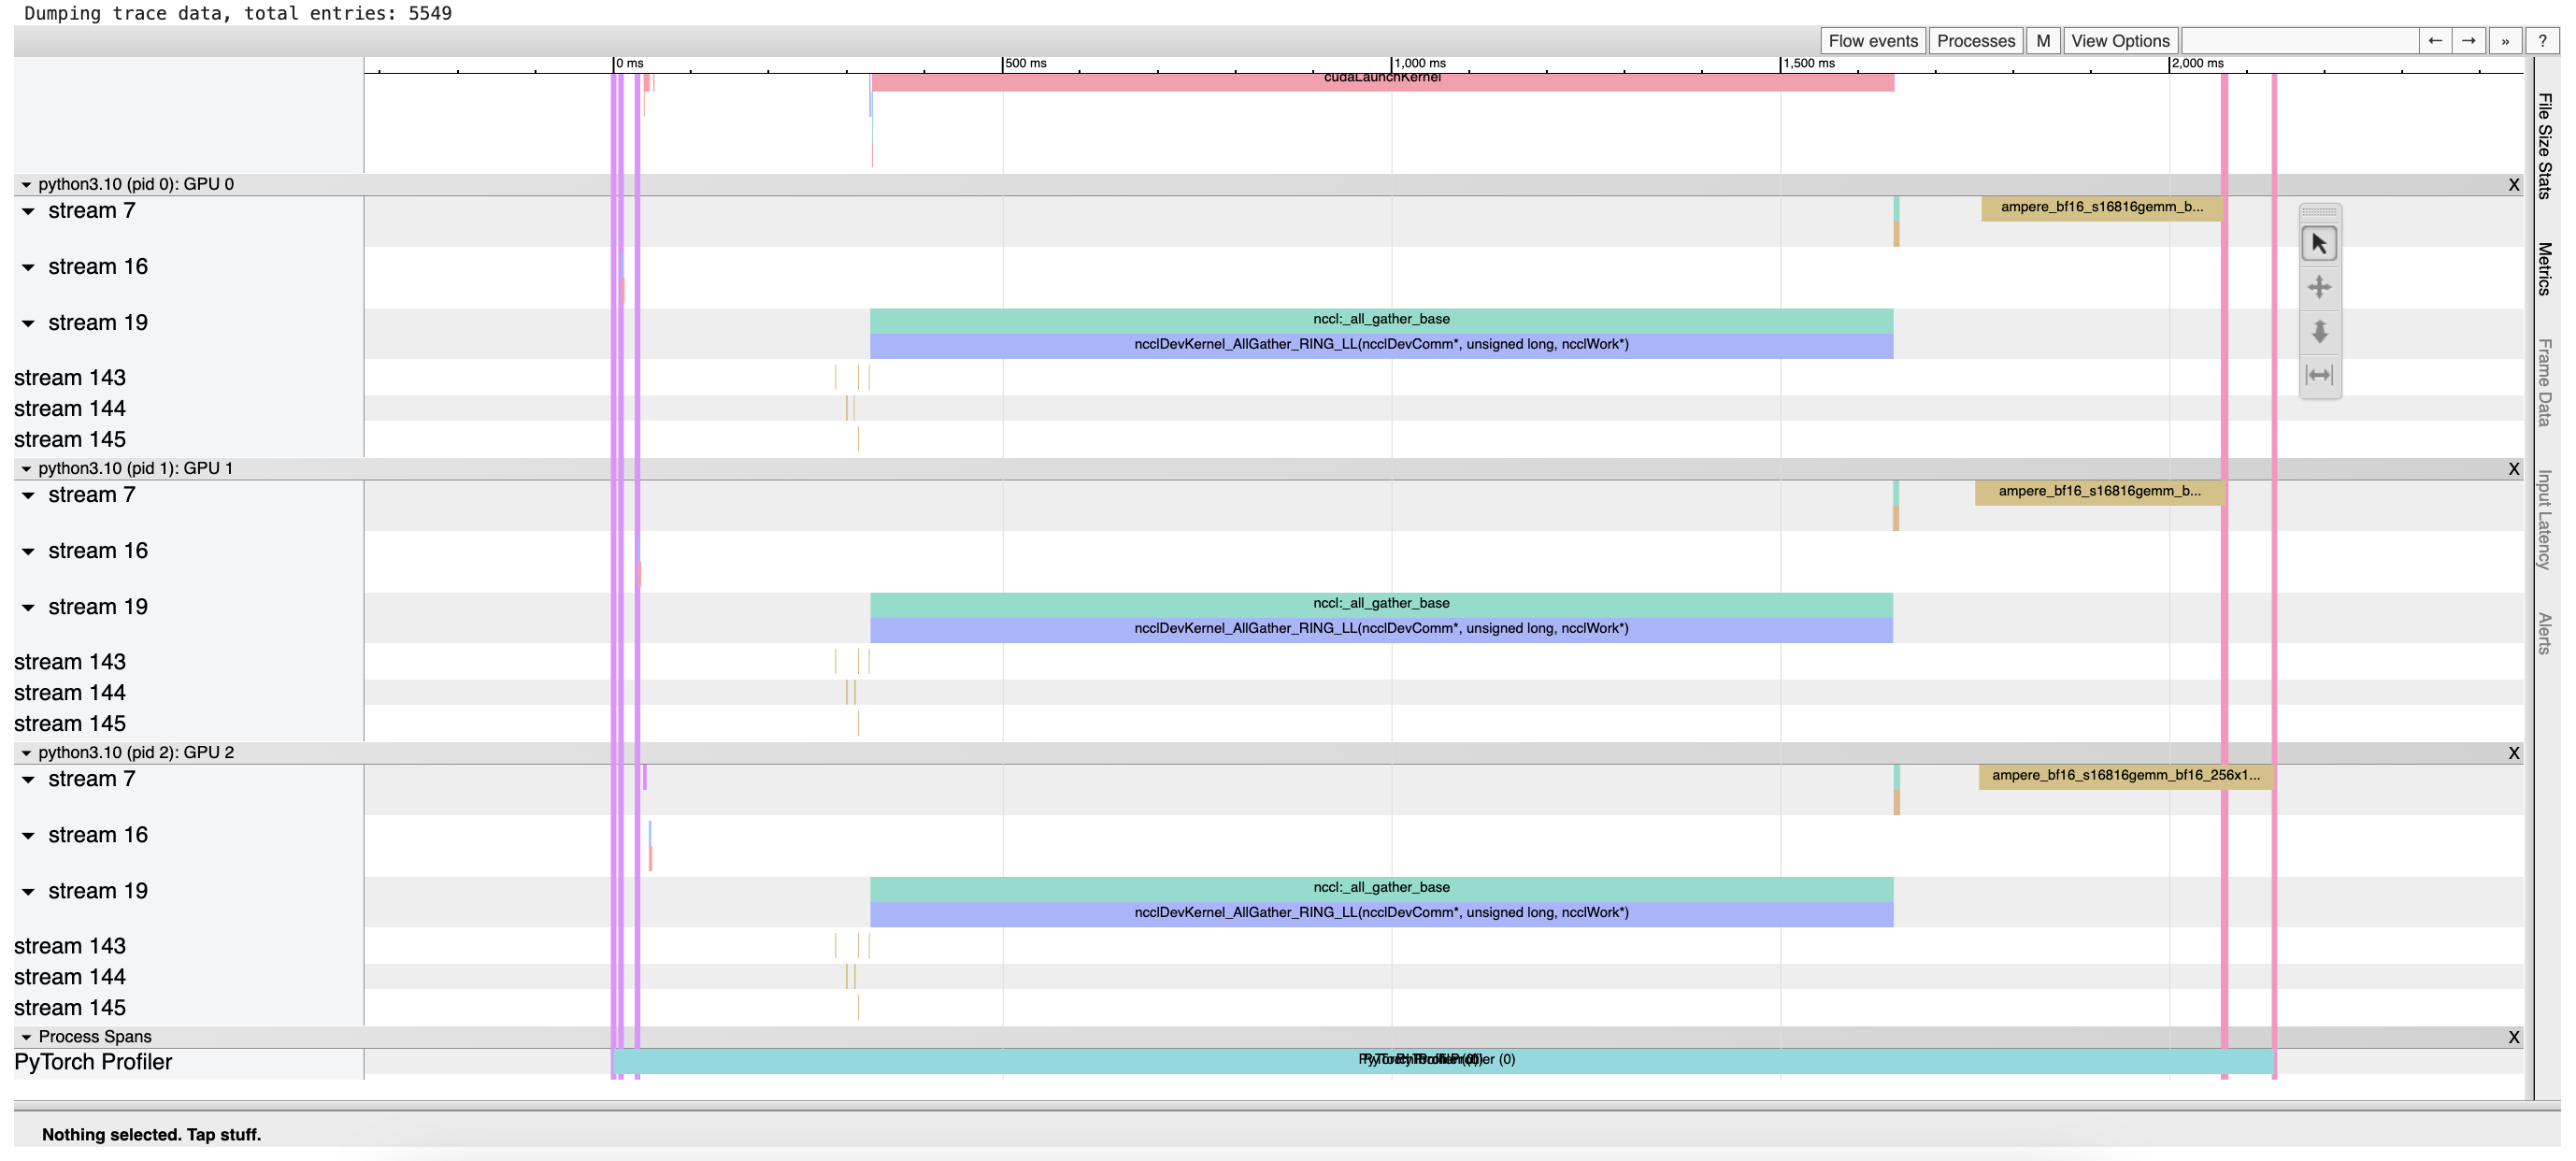 Dumping trace data, total entries: 5549
Flow events Processes M View Options ← → » ?
0 ms 500 ms 1,000 ms 1,500 ms 2,000 ms
cudaLaunchKernel
python3.10 (pid 0): GPU 0 X
stream 7 ampere_bf16_s16816gemm_b...
stream 16
stream 19 nccl:_all_gather_base
ncclDevKernel_AllGather_RING_LL(ncclDevComm*, unsigned long, ncclWork*)
stream 143
stream 144
stream 145
python3.10 (pid 1): GPU 1 X
stream 7 ampere_bf16_s16816gemm_b...
stream 16
stream 19 nccl:_all_gather_base
ncclDevKernel_AllGather_RING_LL(ncclDevComm*, unsigned long, ncclWork*)
stream 143
stream 144
stream 145
python3.10 (pid 2): GPU 2 X
stream 7 ampere_bf16_s16816gemm_bf16_256x1...
stream 16
stream 19 nccl:_all_gather_base
ncclDevKernel_AllGather_RING_LL(ncclDevComm*, unsigned long, ncclWork*)
stream 143
stream 144
stream 145
Process Spans X
PyTorch Profiler
File Size Stats
Metrics
Frame Data
Input Latency
Alerts
Nothing selected. Tap stuff.